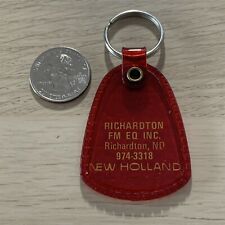 RICHARDTON
FM EQ INC.
Richardton, ND
974-3318
NEW HOLLAND